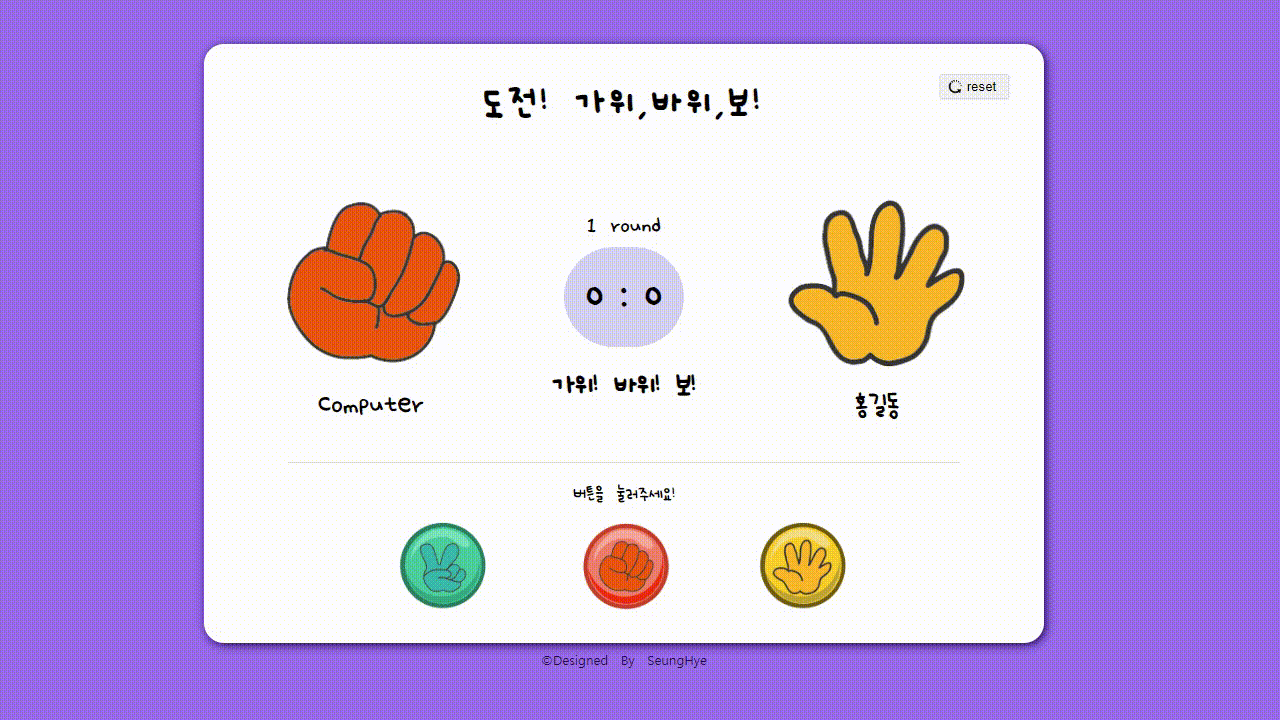 도전! 가위,바위,보!
reset
1 round
0 : 0
가위! 바위! 보!
Computer
홍길동
버튼을 눌러주세요!
©Designed By SeungHye